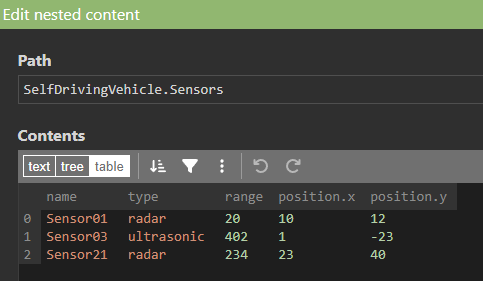 Edit nested content
Path
SelfDrivingVehicle.Sensors
Contents
text tree table
name type range position.x position.y
0 Sensor01 radar 20 10 12
1 Sensor03 ultrasonic 402 1 -23
2 Sensor21 radar 234 23 40